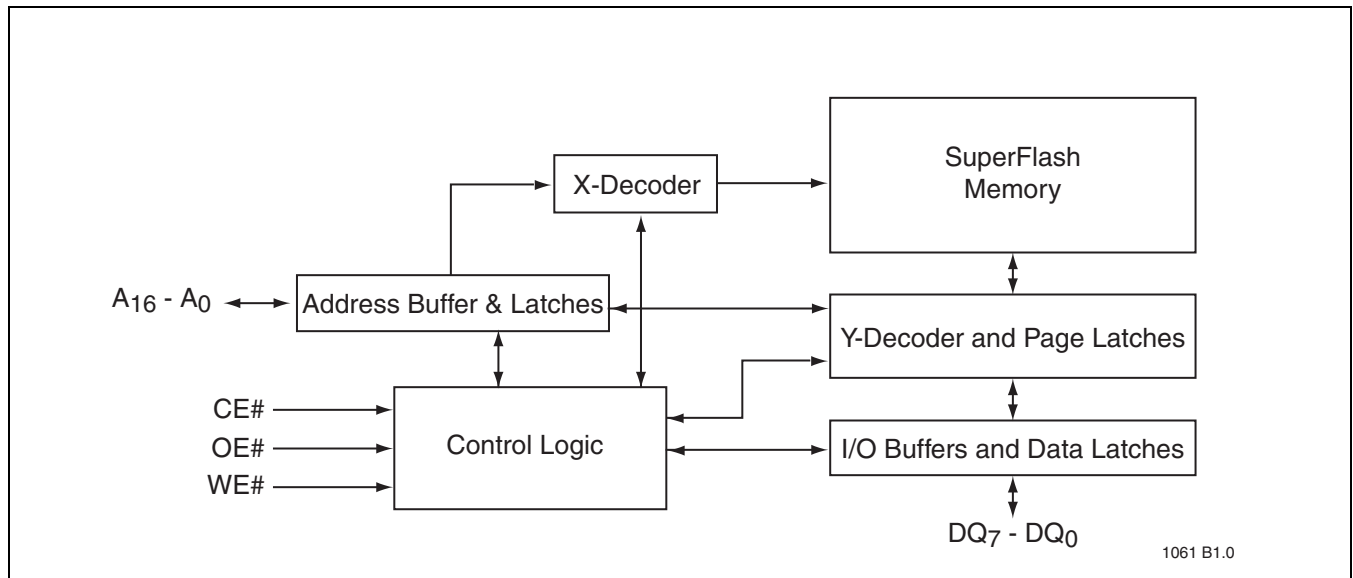 SuperFlash
Memory
X-Decoder
A16 - A0
Address Buffer & Latches
Y-Decoder and Page Latches
CE#
OE#
WE#
Control Logic
I/O Buffers and Data Latches
DQ7 - DQ0
1061 B1.0